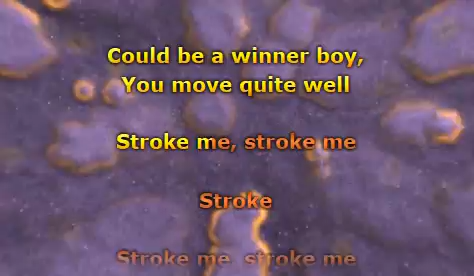 Could be a winner boy,
You move quite well
Stroke me, stroke me
Stroke
Stroke me, stroke me